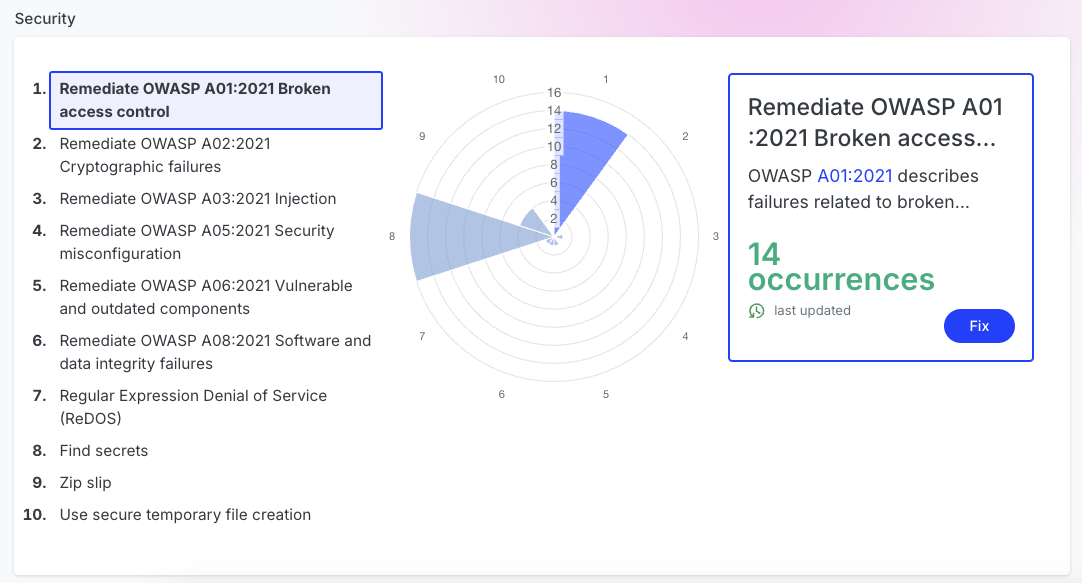 Security
1. Remediate OWASP A01:2021 Broken
access control
2. Remediate OWASP A02:2021
Cryptographic failures
3. Remediate OWASP A03:2021 Injection
4. Remediate OWASP A05:2021 Security
misconfiguration
5. Remediate OWASP A06:2021 Vulnerable
and outdated components
6. Remediate OWASP A08:2021 Software and
data integrity failures
7. Regular Expression Denial of Service
(ReDOS)
8. Find secrets
9. Zip slip
10. Use secure temporary file creation
10
1
16
14
12
10
8
6
4
2
9
2
8
3
7
4
6
5
Remediate OWASP A01
:2021 Broken access...
OWASP A01:2021 describes
failures related to broken...
14
occurrences
last updated
Fix